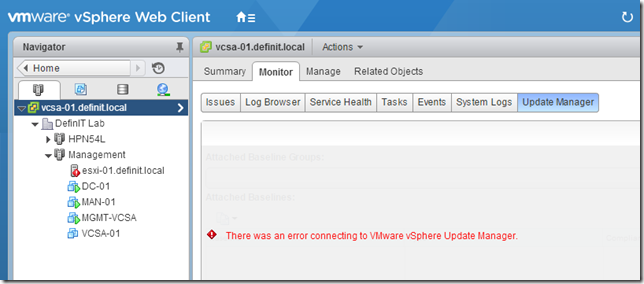 vmware® vSphere Web Client
Navigator
Home
vcsa-01.definit.local
DefinIT Lab
HPN54L
Management
esxi-01.definit.local
DC-01
MAN-01
MGMT-VCSA
VCSA-01
vcsa-01.definit.local Actions
Summary Monitor Manage Related Objects
Issues Log Browser Service Health Tasks Events System Logs Update Manager
Attached Baseline Groups:
Attached Baselines:
There was an error connecting to VMware vSphere Update Manager.